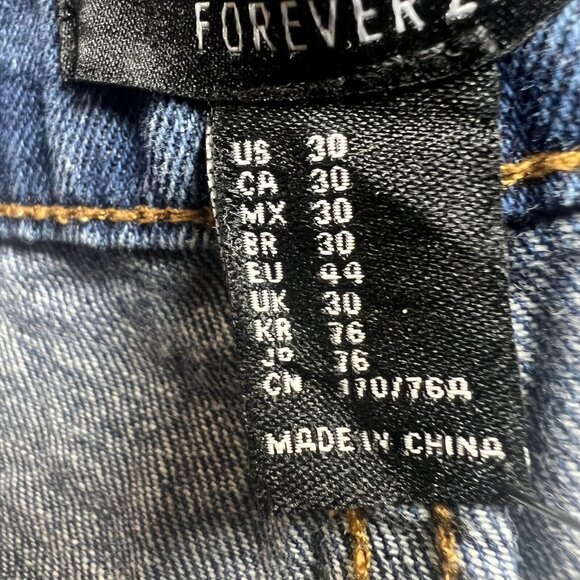 FOREVER 2
US 30
CA 30
MX 30
BR 30
EU 44
UK 30
KR 76
JP 76
CN 170/76A
MADE IN CHINA